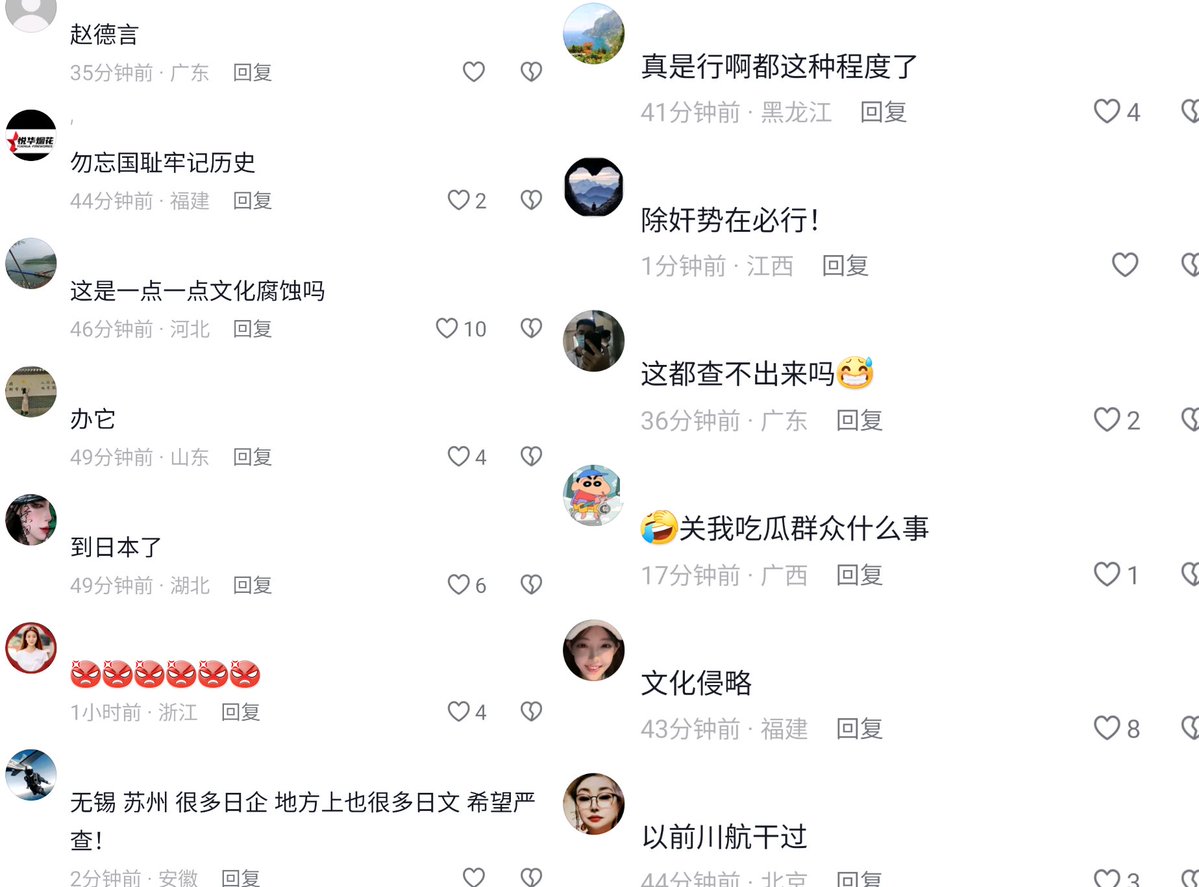 赵德言
35分钟前 · 广东 回复
,
悦华烟花
勿忘国耻牢记历史
44分钟前 · 福建 回复 2
这是一点一点文化腐蚀吗
46分钟前 · 河北 回复 10
办它
49分钟前 · 山东 回复 4
到日本了
49分钟前 · 湖北 回复 6
😡😡😡😡😡😡
1小时前 · 浙江 回复 4
无锡 苏州 很多日企 地方上也很多日文 希望严
查！
2分钟前 · 安徽 回复
真是行啊都这种程度了
41分钟前 · 黑龙江 回复 4
除奸势在必行！
1分钟前 · 江西 回复
这都查不出来吗😅
36分钟前 · 广东 回复 2
🤣关我吃瓜群众什么事
17分钟前 · 广西 回复 1
文化侵略
43分钟前 · 福建 回复 8
以前川航干过
44分钟前 · 北京 回复 3